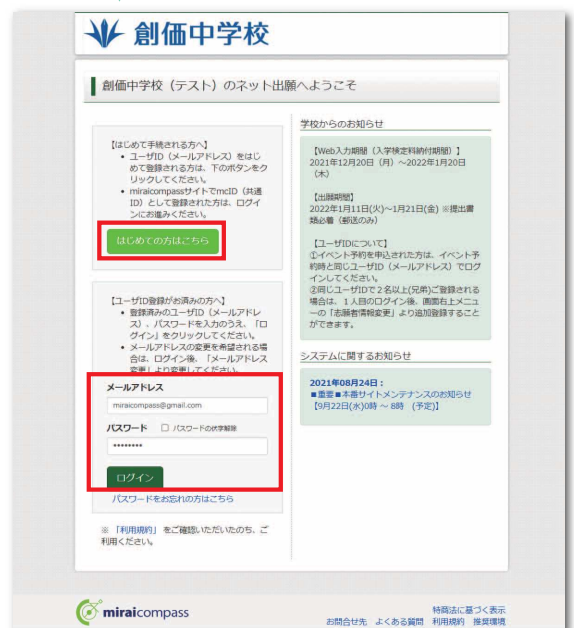 創価中学校
創価中学校（テスト）のネット出願へようこそ
【はじめて手続される方へ】
• ユーザID（メールアドレス）をはじ
めて登録される方は、下のボタンをク
リックしてください。
• miraicompassサイトでmcID（共通
ID）として登録された方は、ログイ
ンにお進みください。
はじめての方はこちら
【ユーザID登録がお済みの方へ】
• 登録済みのユーザID（メールアドレ
ス）、パスワードを入力のうえ、「ロ
グイン」をクリックしてください。
• メールアドレスの変更を希望される場
合は、ログイン後、「メールアドレス
変更」より変更してください。
メールアドレス
miraicompass@gmail.com
パスワード □ パスワードの伏字解除
••••••••
ログイン
パスワードをお忘れの方はこちら
※ 「利用規約」 をご確認いただいたのち、ご
利用ください。
学校からのお知らせ
【Web入力期間（入学検定料納付期間）】
2021年12月20日（月）～2022年1月20日
（木）
【出願期間】
2022年1月11日(火)～1月21日(金) ※提出書
類必着（郵送のみ）
【ユーザIDについて】
①イベント予約を申込された方は、イベント予
約時と同じユーザID（メールアドレス）でログ
インしてください。
②同じユーザIDで２名以上(兄弟)ご登録される
場合は、１人目のログイン後、画面右上メニュ
ーの「志願者情報変更」より追加登録すること
ができます。
システムに関するお知らせ
2021年08月24日：
■重要■本番サイトメンテナンスのお知らせ
【9月22日(水)0時 ～ 8時 （予定)】
miraicompass
特商法に基づく表示
お問合せ先 よくある質問 利用規約 推奨環境